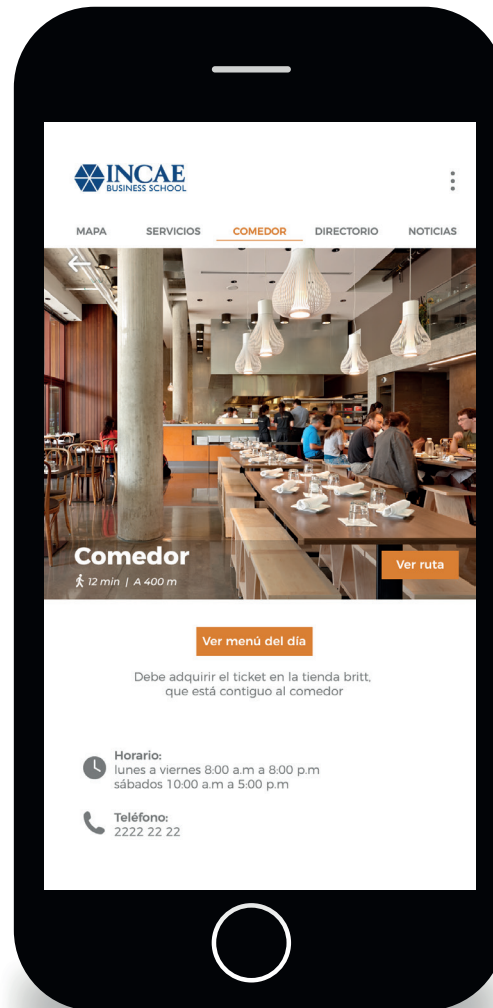 INCAE
BUSINESS SCHOOL
MAPA SERVICIOS COMEDOR DIRECTORIO NOTICIAS
Comedor
12 min | A 400 m
Ver ruta
Ver menú del día
Debe adquirir el ticket en la tienda britt,
que está contiguo al comedor
Horario:
lunes a viernes 8:00 a.m a 8:00 p.m
sábados 10:00 a.m a 5:00 p.m
Teléfono:
2222 22 22